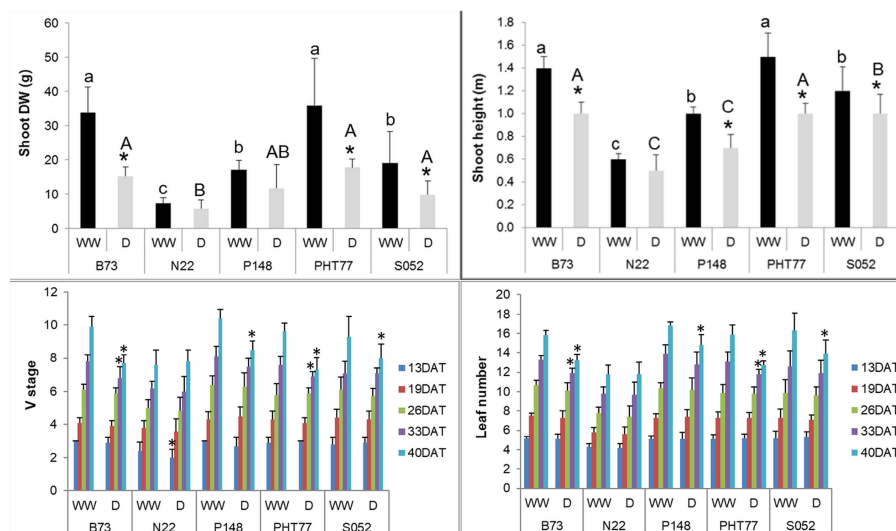 Shoot DW (g)
60
50
40
30
20
10
0
a
A
*
c
B
b
AB
a
A
*
b
A
*
WW D WW D WW D WW D WW D
B73 N22 P148 PHT77 S052
Shoot height (m)
1.8
1.6
1.4
1.2
1.0
0.8
0.6
0.4
0.2
0.0
a
A
*
c
C
b
C
*
a
A
*
b
B
*
WW D WW D WW D WW D WW D
B73 N22 P148 PHT77 S052
V stage
12
10
8
6
4
2
0
* *
*
*
* *
*
WW D WW D WW D WW D WW D
B73 N22 P148 PHT77 S052
13DAT
19DAT
26DAT
33DAT
40DAT
Leaf number
20
18
16
14
12
10
8
6
4
2
0
* *
*
* *
*
WW D WW D WW D WW D WW D
B73 N22 P148 PHT77 S052
13DAT
19DAT
26DAT
33DAT
40DAT